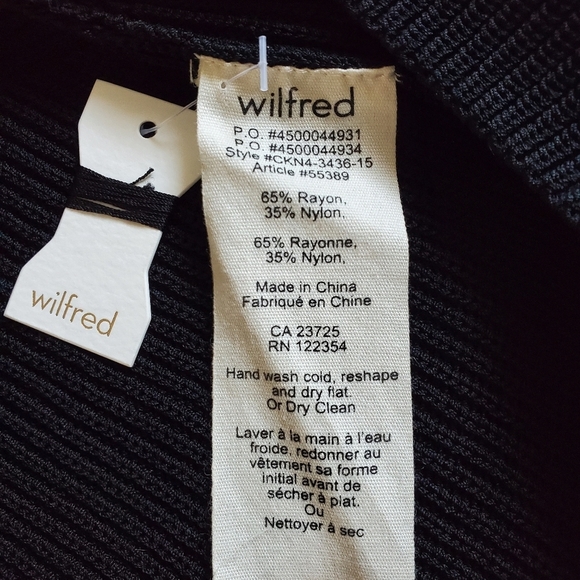 wilfred
P.O. #4500044931
P.O. #4500044934
Style #CKN4-3436-15
Article #55389
65% Rayon,
35% Nylon.
65% Rayonne,
35% Nylon.
Made in China
Fabriqué en Chine
CA 23725
RN 122354
Hand wash cold, reshape
and dry flat.
Or Dry Clean
Laver à la main à l'eau
froide, redonner au
vêtement sa forme
initial avant de
sécher à plat.
Ou
Nettoyer à sec
wilfred